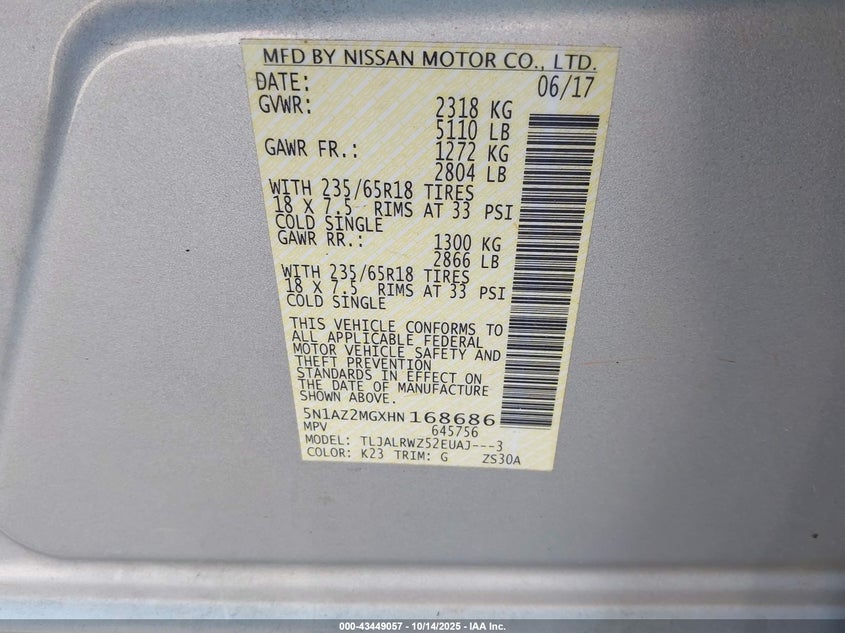 MFD BY NISSAN MOTOR CO., LTD.
DATE: 06/17
GVWR: 2318 KG
5110 LB
GAWR FR.: 1272 KG
2804 LB
WITH 235/65R18 TIRES
18 X 7.5 RIMS AT 33 PSI
COLD SINGLE
GAWR RR.: 1300 KG
2866 LB
WITH 235/65R18 TIRES
18 X 7.5 RIMS AT 33 PSI
COLD SINGLE
THIS VEHICLE CONFORMS TO
ALL APPLICABLE FEDERAL
MOTOR VEHICLE SAFETY AND
THEFT PREVENTION
STANDARDS IN EFFECT ON
THE DATE OF MANUFACTURE
SHOWN ABOVE.
5N1AZ2MGXHN168686
MPV 645756
MODEL: TLJALRWZ52EUAJ---3
COLOR: K23 TRIM: G ZS30A
000-43449057 - 10/14/2025 - IAA Inc.